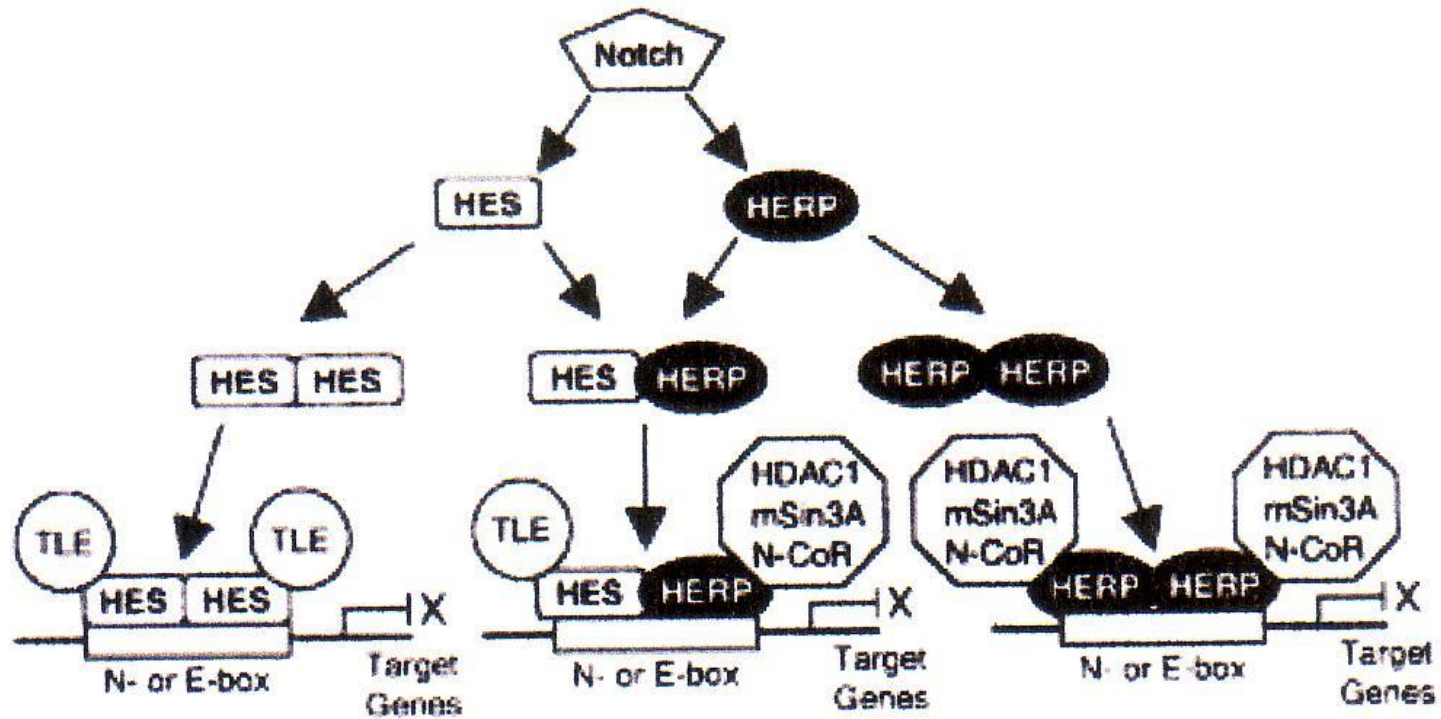 Notch
HES
HERP
HES HES
HES HERP
HERP HERP
TLE
TLE
HES HES
N- or E-box
X
Target
Genes
TLE
HDAC1
mSin3A
N-CoR
HES HERP
N- or E-box
X
Target
Genes
HDAC1
mSin3A
N-CoR
HDAC1
mSin3A
N-CoR
HERP HERP
N- or E-box
X
Target
Genes